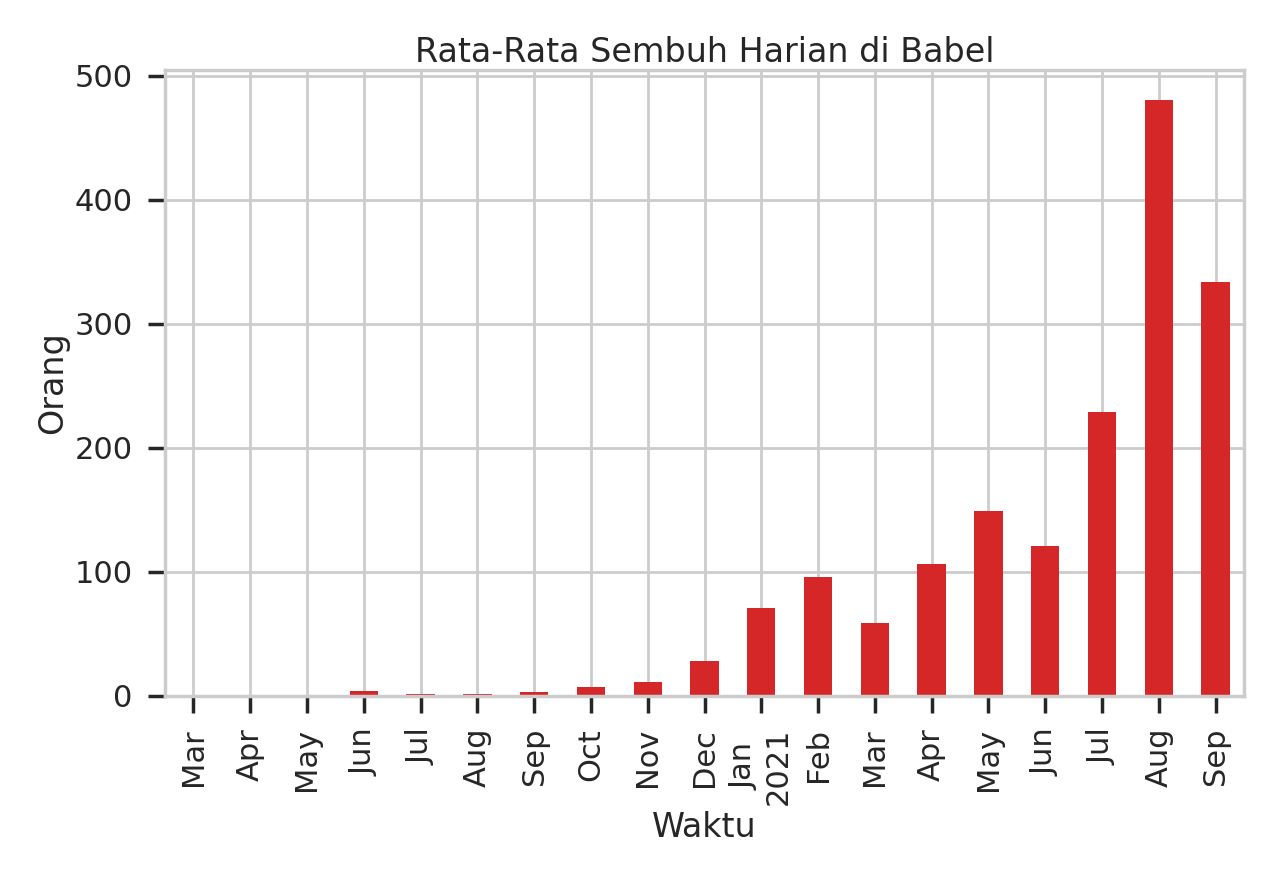 Rata-Rata Sembuh Harian di Babel
500
400
300
200
100
0
Orang
Mar
Apr
May
Jun
Jul
Aug
Sep
Oct
Nov
Dec
Jan
2021
Feb
Mar
Apr
May
Jun
Jul
Aug
Sep
Waktu